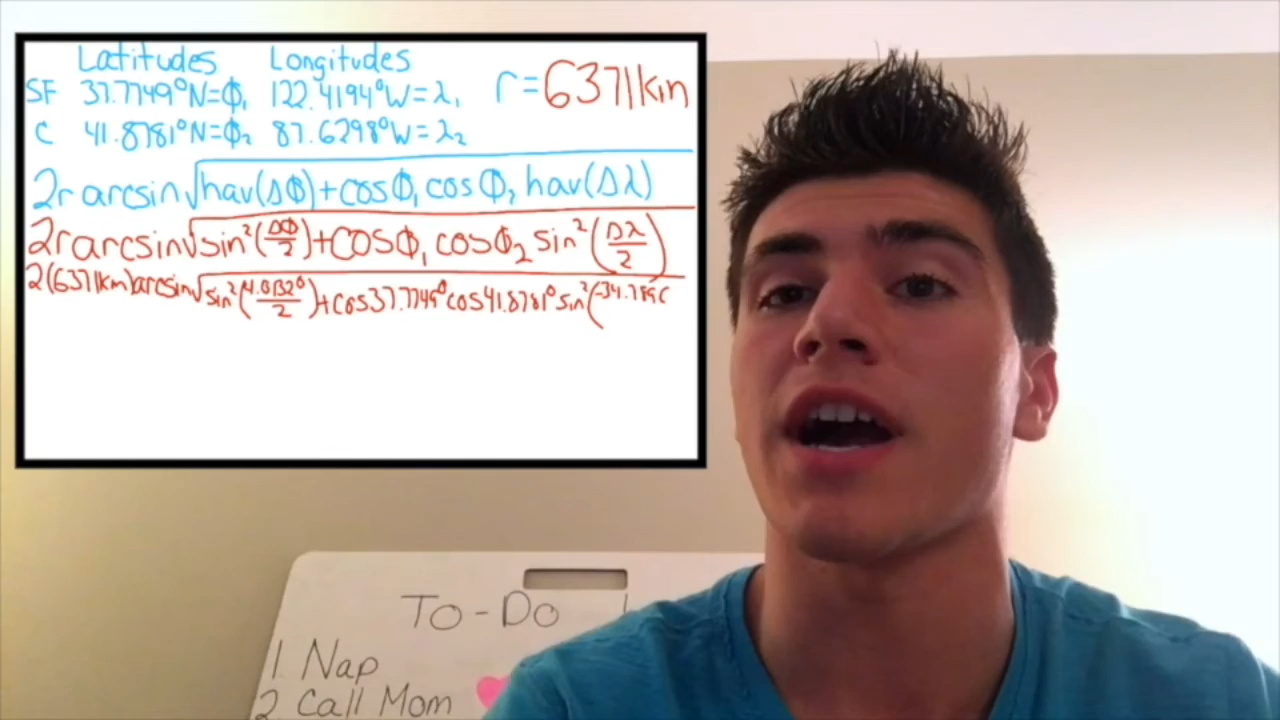 Latitudes Longitudes
SF 37.7749°N=Φ₁ 122.4194°W=λ₁ r=6371km
C 41.8781°N=Φ₂ 87.6298°W=λ₂
2r arcsin√hav(ΔΦ)+cosΦ₁ cosΦ₂ hav(Δλ)
2r arcsin√sin²(ΔΦ/2)+cosΦ₁ cosΦ₂ sin²(Δλ/2)
2(6371km)arcsin√sin²(4.1032°/2)+cos37.7749°cos41.8781°sin²(-34.789
To-Do
1 Nap
2 Call Mom